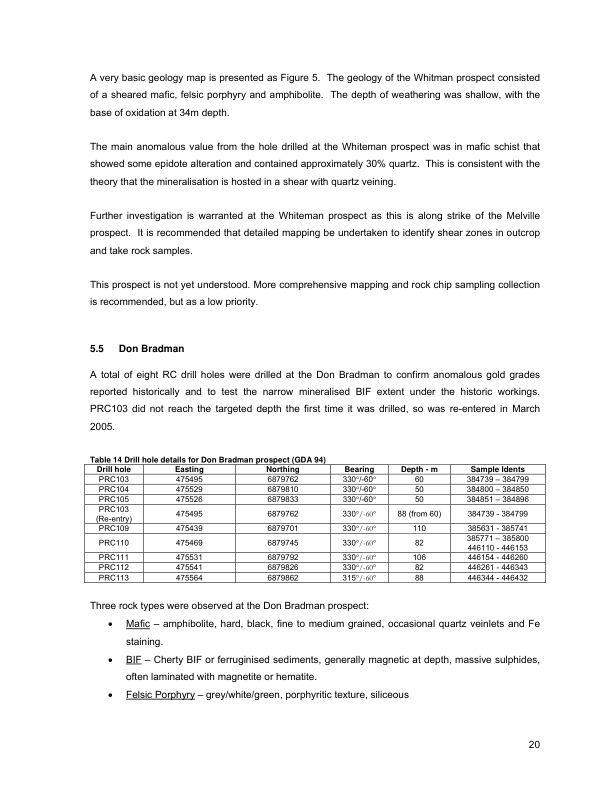 A very basic geology map is presented as Figure 5. The geology of the Whitman prospect consisted
of a sheared mafic, felsic porphyry and amphibolite. The depth of weathering was shallow, with the
base of oxidation at 34m depth.
The main anomalous value from the hole drilled at the Whiteman prospect was in mafic schist that
showed some epidote alteration and contained approximately 30% quartz. This is consistent with the
theory that the mineralisation is hosted in a shear with quartz veining.
Further investigation is warranted at the Whiteman prospect as this is along strike of the Melville
prospect. It is recommended that detailed mapping be undertaken to identify shear zones in outcrop
and take rock samples.
This prospect is not yet understood. More comprehensive mapping and rock chip sampling collection
is recommended, but as a low priority.
5.5 Don Bradman
A total of eight RC drill holes were drilled at the Don Bradman to confirm anomalous gold grades
reported historically and to test the narrow mineralised BIF extent under the historic workings.
PRC103 did not reach the targeted depth the first time it was drilled, so was re-entered in March
2005.
Table 14 Drill hole details for Don Bradman prospect (GDA 94)
Drill hole Easting Northing Bearing Depth - m Sample Idents
PRC103 475495 6879762 330°/-60° 60 384739 – 384799
PRC104 475529 6879810 330°/-60° 50 384800 – 384850
PRC105 475526 6879833 330°/-60° 50 384851 – 384896
PRC103
(Re-entry) 475495 6879762 330°/-60° 88 (from 60) 384739 - 384799
PRC109 475439 6879701 330°/-60° 110 385631 - 385741
PRC110 475469 6879745 330°/-60° 82 385771 – 385800
446110 - 446153
PRC111 475531 6879792 330°/-60° 106 446154 - 446260
PRC112 475541 6879826 330°/-60° 82 446261 - 446343
PRC113 475564 6879862 315°/-60° 88 446344 - 446432
Three rock types were observed at the Don Bradman prospect:
• Mafic – amphibolite, hard, black, fine to medium grained, occasional quartz veinlets and Fe
staining.
• BIF – Cherty BIF or ferruginised sediments, generally magnetic at depth, massive sulphides,
often laminated with magnetite or hematite.
• Felsic Porphyry – grey/white/green, porphyritic texture, siliceous
20